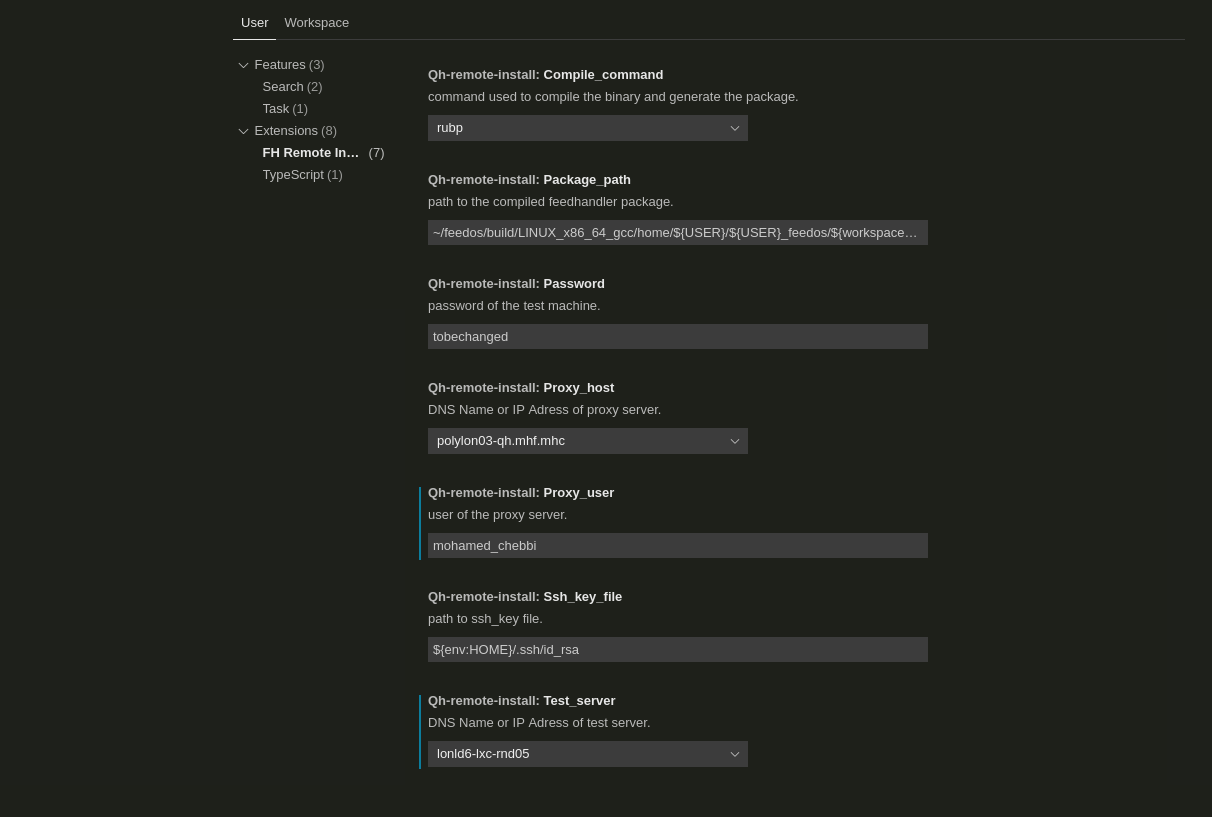 User Workspace
Features (3)
Search (2)
Task (1)
Extensions (8)
FH Remote In... (7)
TypeScript (1)
Qh-remote-install: Compile_command
command used to compile the binary and generate the package.
rubp
Qh-remote-install: Package_path
path to the compiled feedhandler package.
~/feedos/build/LINUX_x86_64_gcc/home/${USER}/${USER}_feedos/${workspace...
Qh-remote-install: Password
password of the test machine.
tobechanged
Qh-remote-install: Proxy_host
DNS Name or IP Adress of proxy server.
polylon03-qh.mhf.mhc
Qh-remote-install: Proxy_user
user of the proxy server.
mohamed_chebbi
Qh-remote-install: Ssh_key_file
path to ssh_key file.
${env:HOME}/.ssh/id_rsa
Qh-remote-install: Test_server
DNS Name or IP Adress of test server.
lonld6-lxc-rnd05